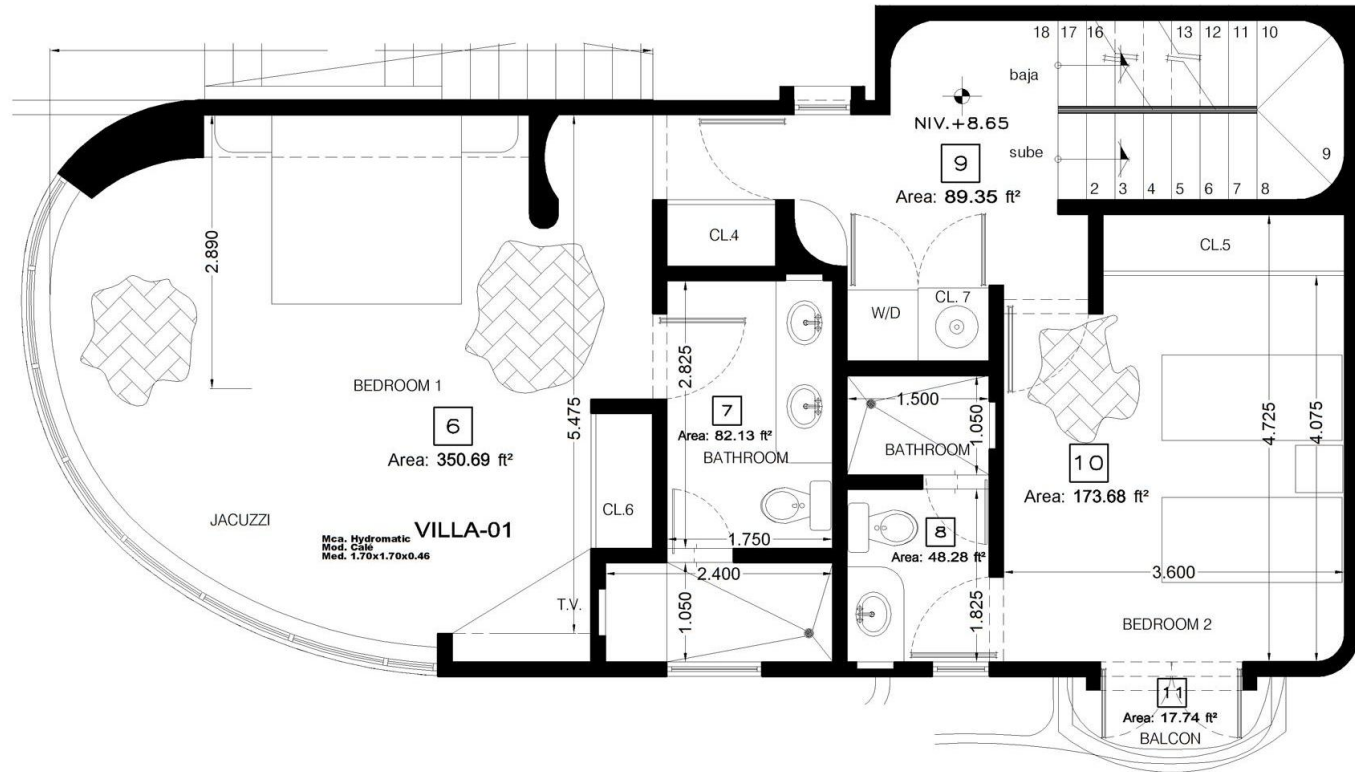 18 17 16 13 12 11 10
baja
NIV.+8.65
sube
9
9
Area: 89.35 ft²
2 3 4 5 6 7 8
CL.4
CL.5
2.890
W/D
CL. 7
2.825
BEDROOM 1
6
Area: 350.69 ft²
5.475
7
Area: 82.13 ft²
BATHROOM
1.500
1.050
BATHROOM
4.725
4.075
10
Area: 173.68 ft²
JACUZZI
VILLA-01
Mca. Hydromatic
Mod. Calé
Med. 1.70x1.70x0.46
CL.6
1.750
8
Area: 48.28 ft²
2.400
3.600
T.V.
1.050
1.825
BEDROOM 2
11
Area: 17.74 ft²
BALCON